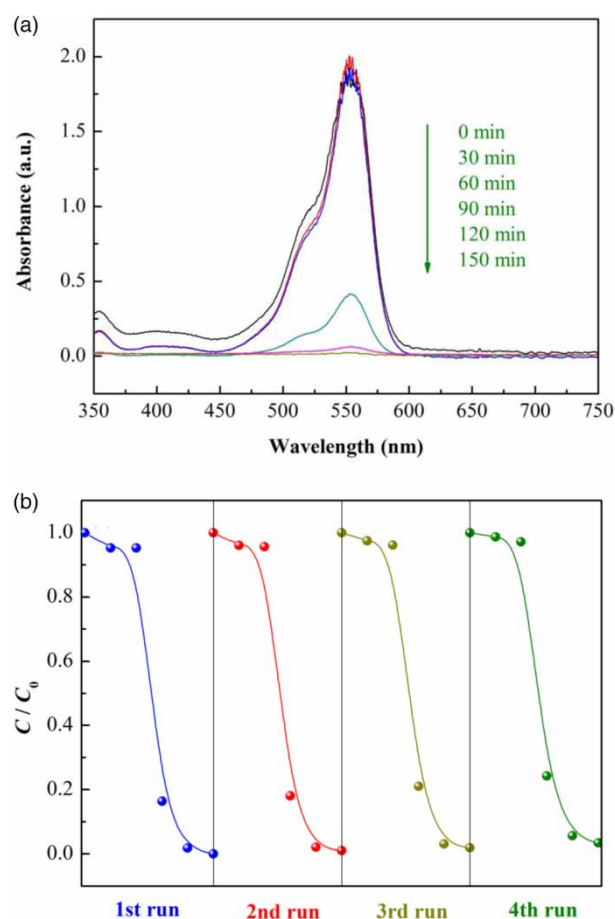 (a)
2.0
1.5
1.0
0.5
0.0
Absorbance (a.u.)
0 min
30 min
60 min
90 min
120 min
150 min
350 400 450 500 550 600 650 700 750
Wavelength (nm)
(b)
1.0
0.8
0.6
0.4
0.2
0.0
C / C0
1st run 2nd run 3rd run 4th run